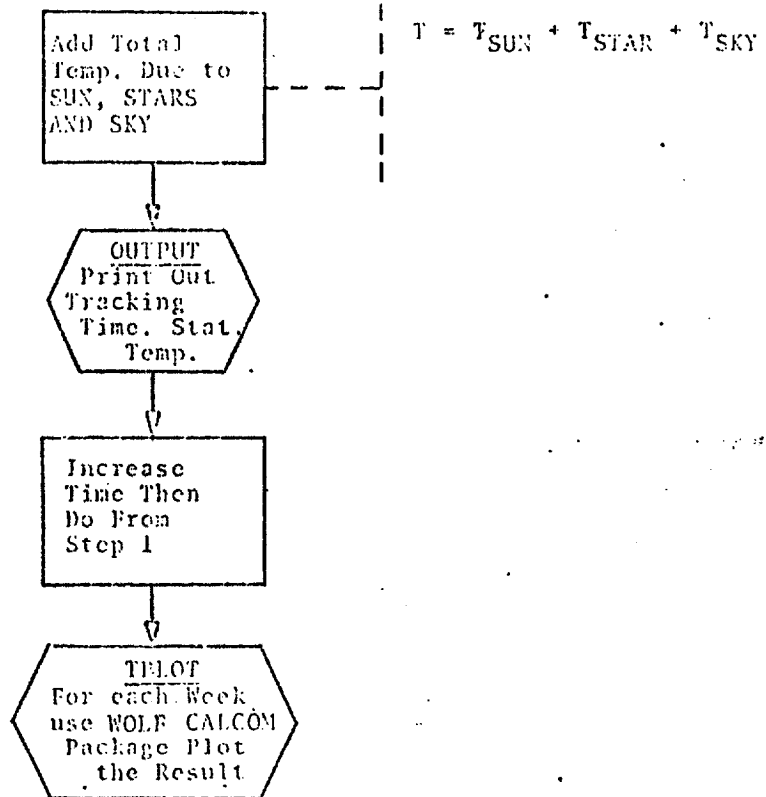 Add Total
Temp. Due to
SUN, STARS
AND SKY
T = T_SUN + T_STAR + T_SKY
OUTPUT
Print Out
Tracking
Time. Stat.
Temp.
Increase
Time Then
Do From
Step 1
TPLOT
For each Week
use WOLF CALCOM
Package Plot
the Result